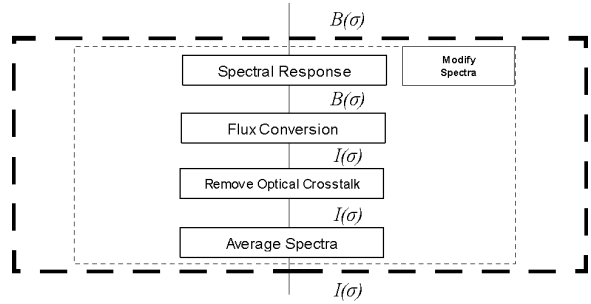 B(σ)
Spectral Response
Modify
Spectra
B(σ)
Flux Conversion
I(σ)
Remove Optical Crosstalk
I(σ)
Average Spectra
I(σ)